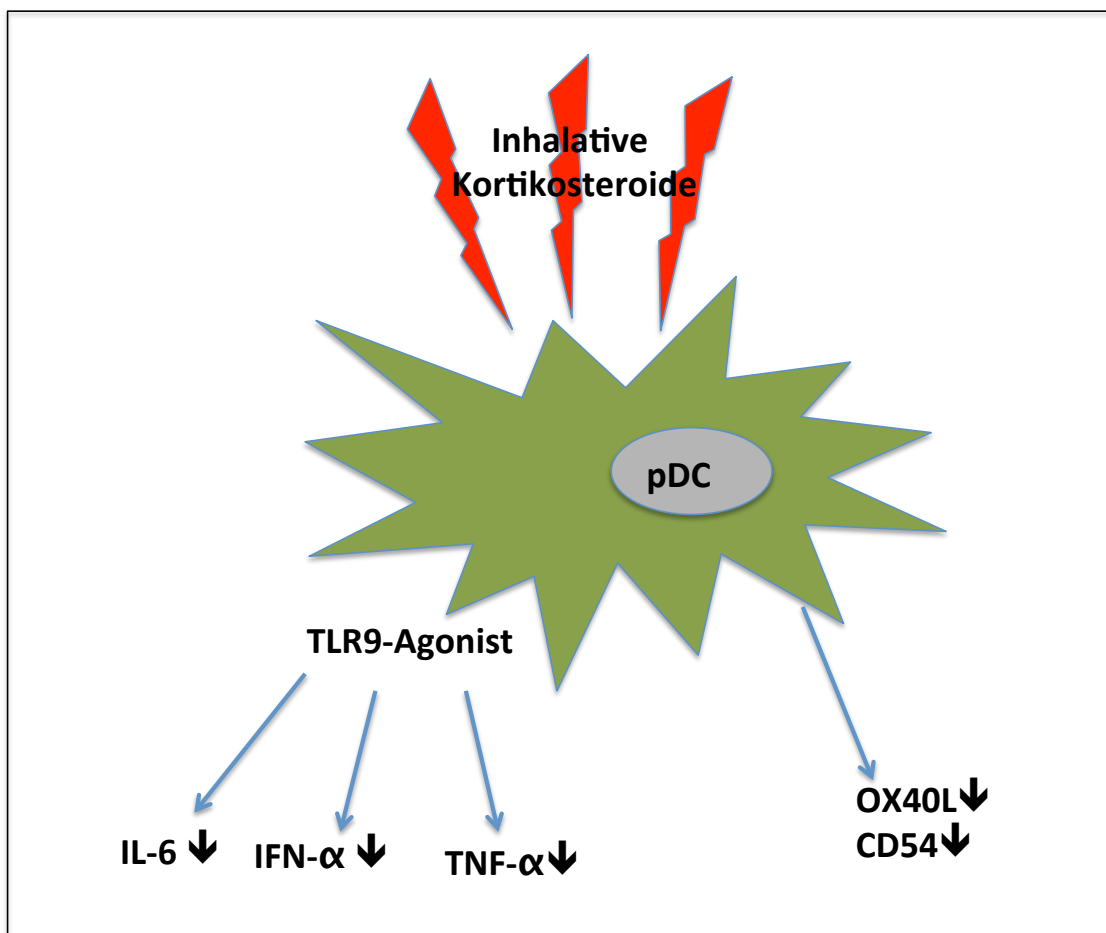 Inhalative
Kortikosteroide
pDC
TLR9-Agonist
IL-6 🡻 IFN-α 🡻 TNF-α🡻
OX40L🡻
CD54🡻